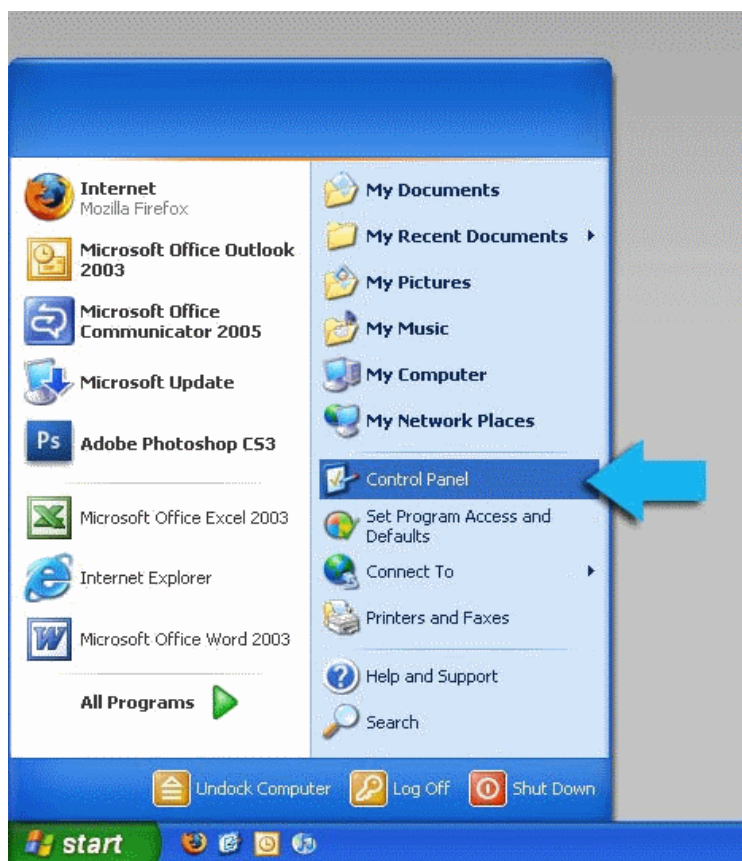 Internet
Mozilla Firefox
Microsoft Office Outlook
2003
Microsoft Office
Communicator 2005
Microsoft Update
Ps
Adobe Photoshop CS3
Microsoft Office Excel 2003
Internet Explorer
Microsoft Office Word 2003
All Programs
My Documents
My Recent Documents
My Pictures
My Music
My Computer
My Network Places
Control Panel
Set Program Access and
Defaults
Connect To
Printers and Faxes
Help and Support
Search
Undock Computer
Log Off
Shut Down
start